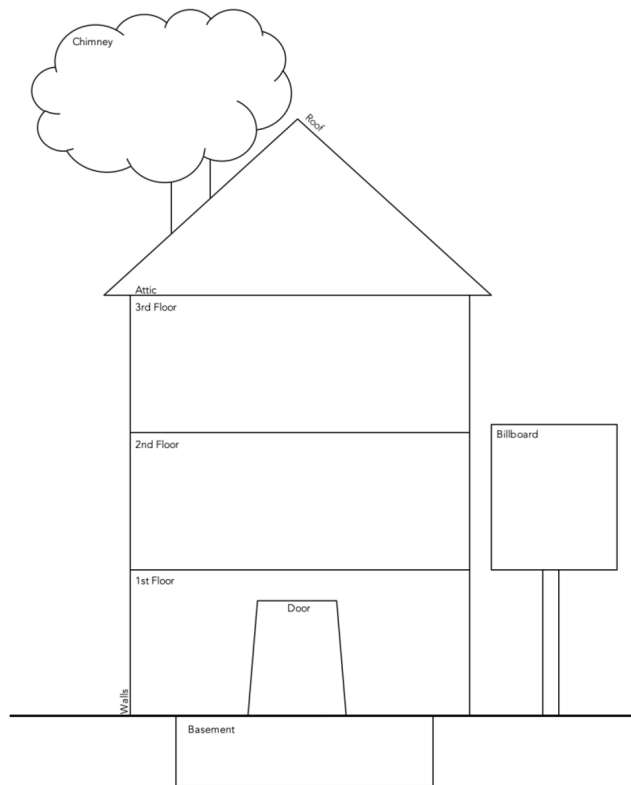 Chimney
Roof
Attic
3rd Floor
Billboard
2nd Floor
1st Floor
Door
Walls
Basement